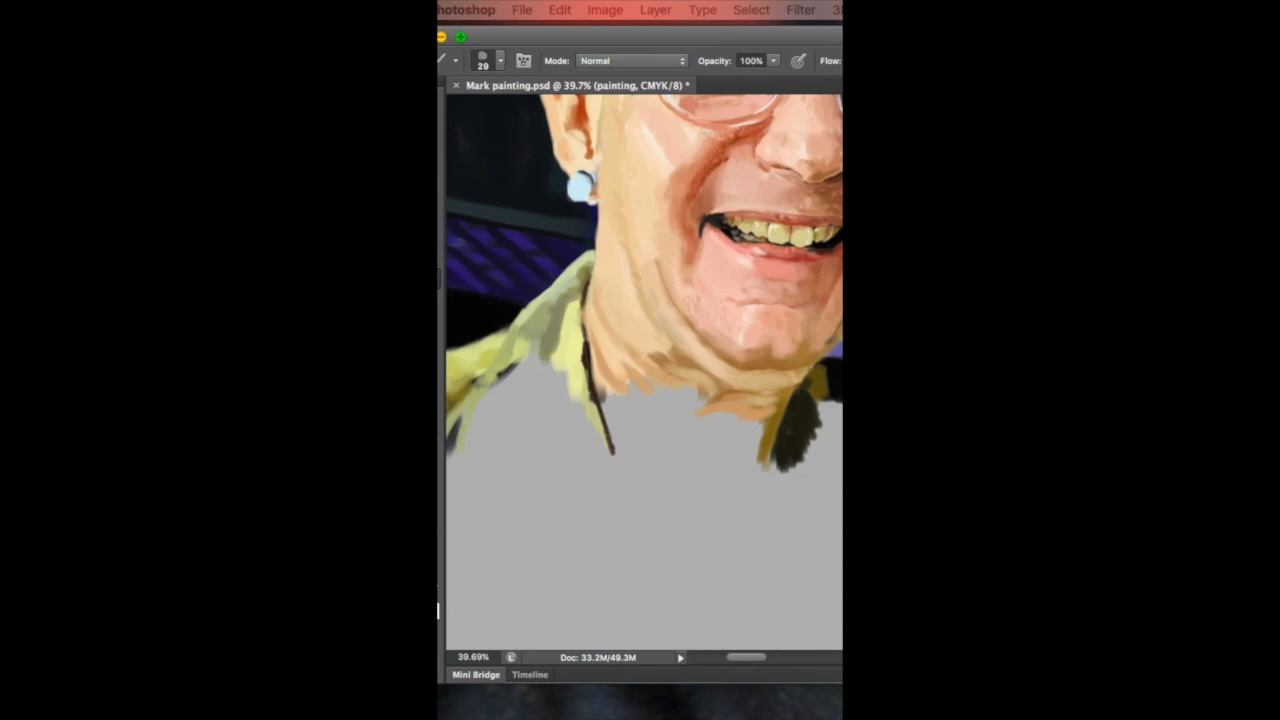 hotoshop File Edit Image Layer Type Select Filter 3
29 Mode: Normal Opacity: 100% Flow:
× Mark painting.psd @ 39.7% (painting, CMYK/8) *
39.69% Doc: 33.2M/49.3M
Mini Bridge Timeline